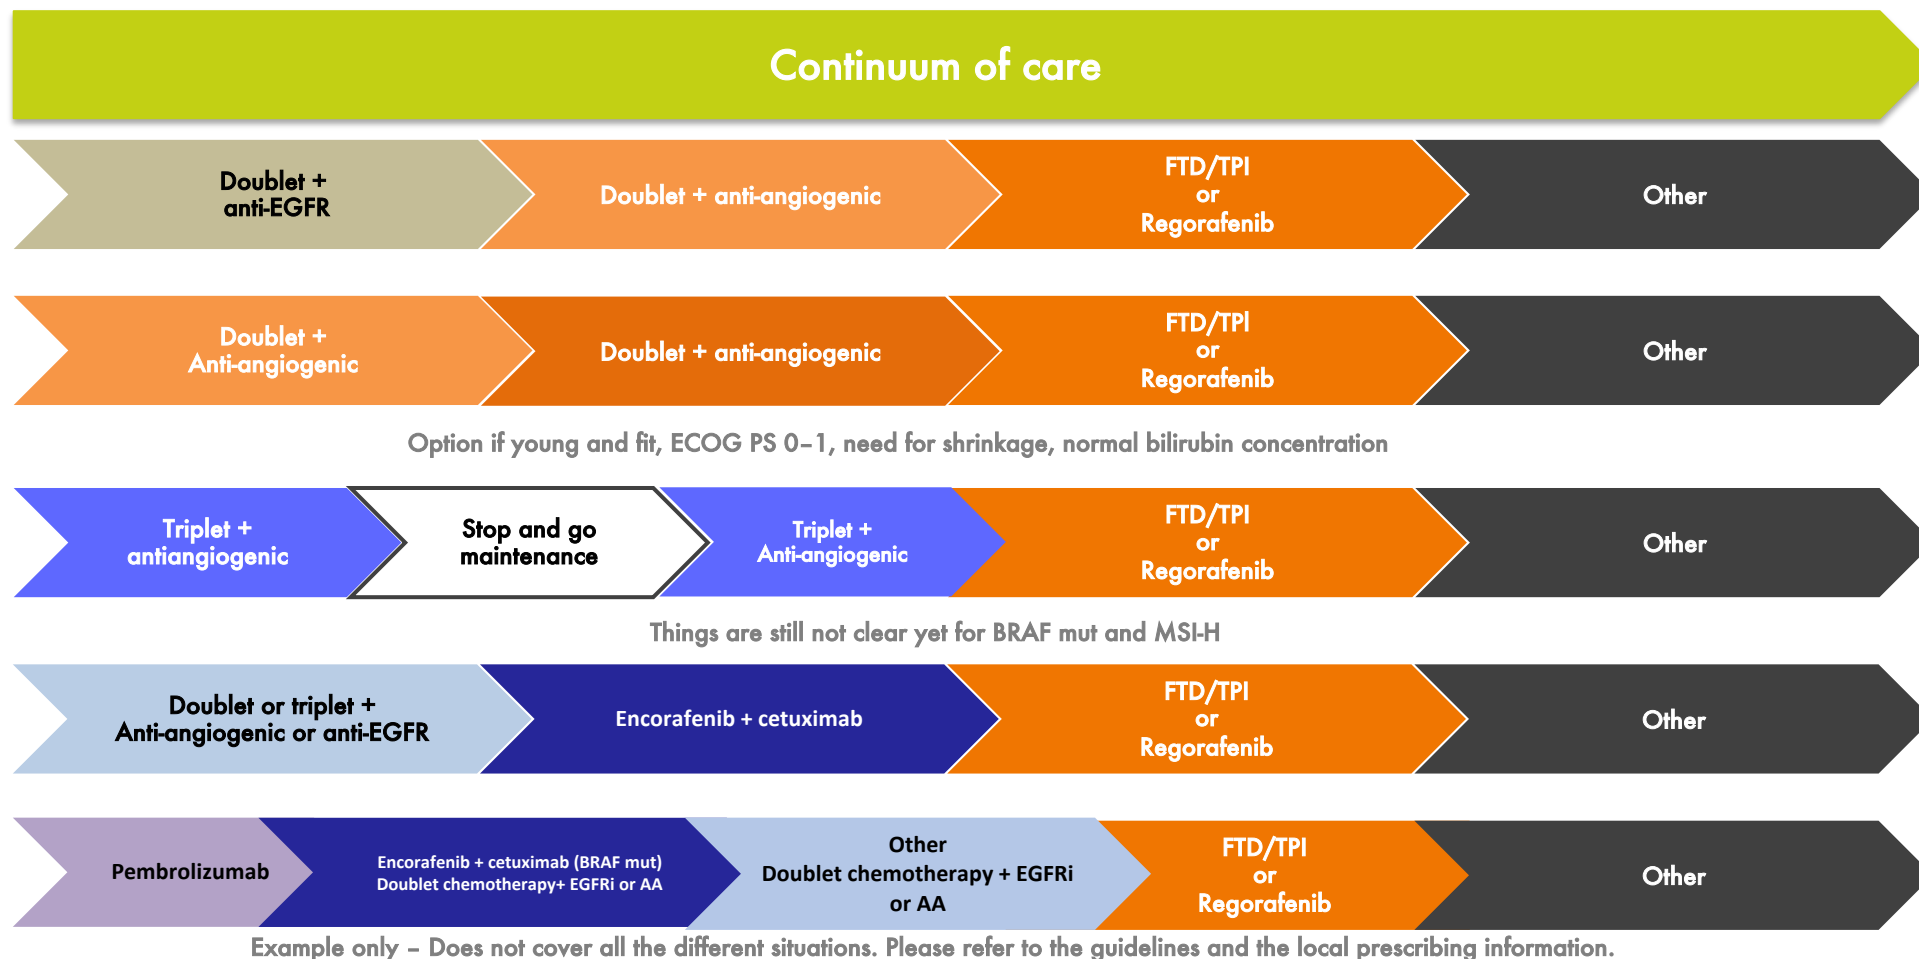 Continuum of care
Doublet +
anti-EGFR
Doublet + anti-angiogenic
FTD/TPI
or
Regorafenib
Other
Doublet +
Anti-angiogenic
Doublet + anti-angiogenic
FTD/TPI
or
Regorafenib
Other
Option if young and fit, ECOG PS 0–1, need for shrinkage, normal bilirubin concentration
Triplet +
antiangiogenic
Stop and go
maintenance
Triplet +
Anti-angiogenic
FTD/TPI
or
Regorafenib
Other
Things are still not clear yet for BRAF mut and MSI-H
Doublet or triplet +
Anti-angiogenic or anti-EGFR
Encorafenib + cetuximab
FTD/TPI
or
Regorafenib
Other
Pembrolizumab
Encorafenib + cetuximab (BRAF mut)
Doublet chemotherapy+ EGFRi or AA
Other
Doublet chemotherapy + EGFRi
or AA
FTD/TPI
or
Regorafenib
Other
Example only – Does not cover all the different situations. Please refer to the guidelines and the local prescribing information.